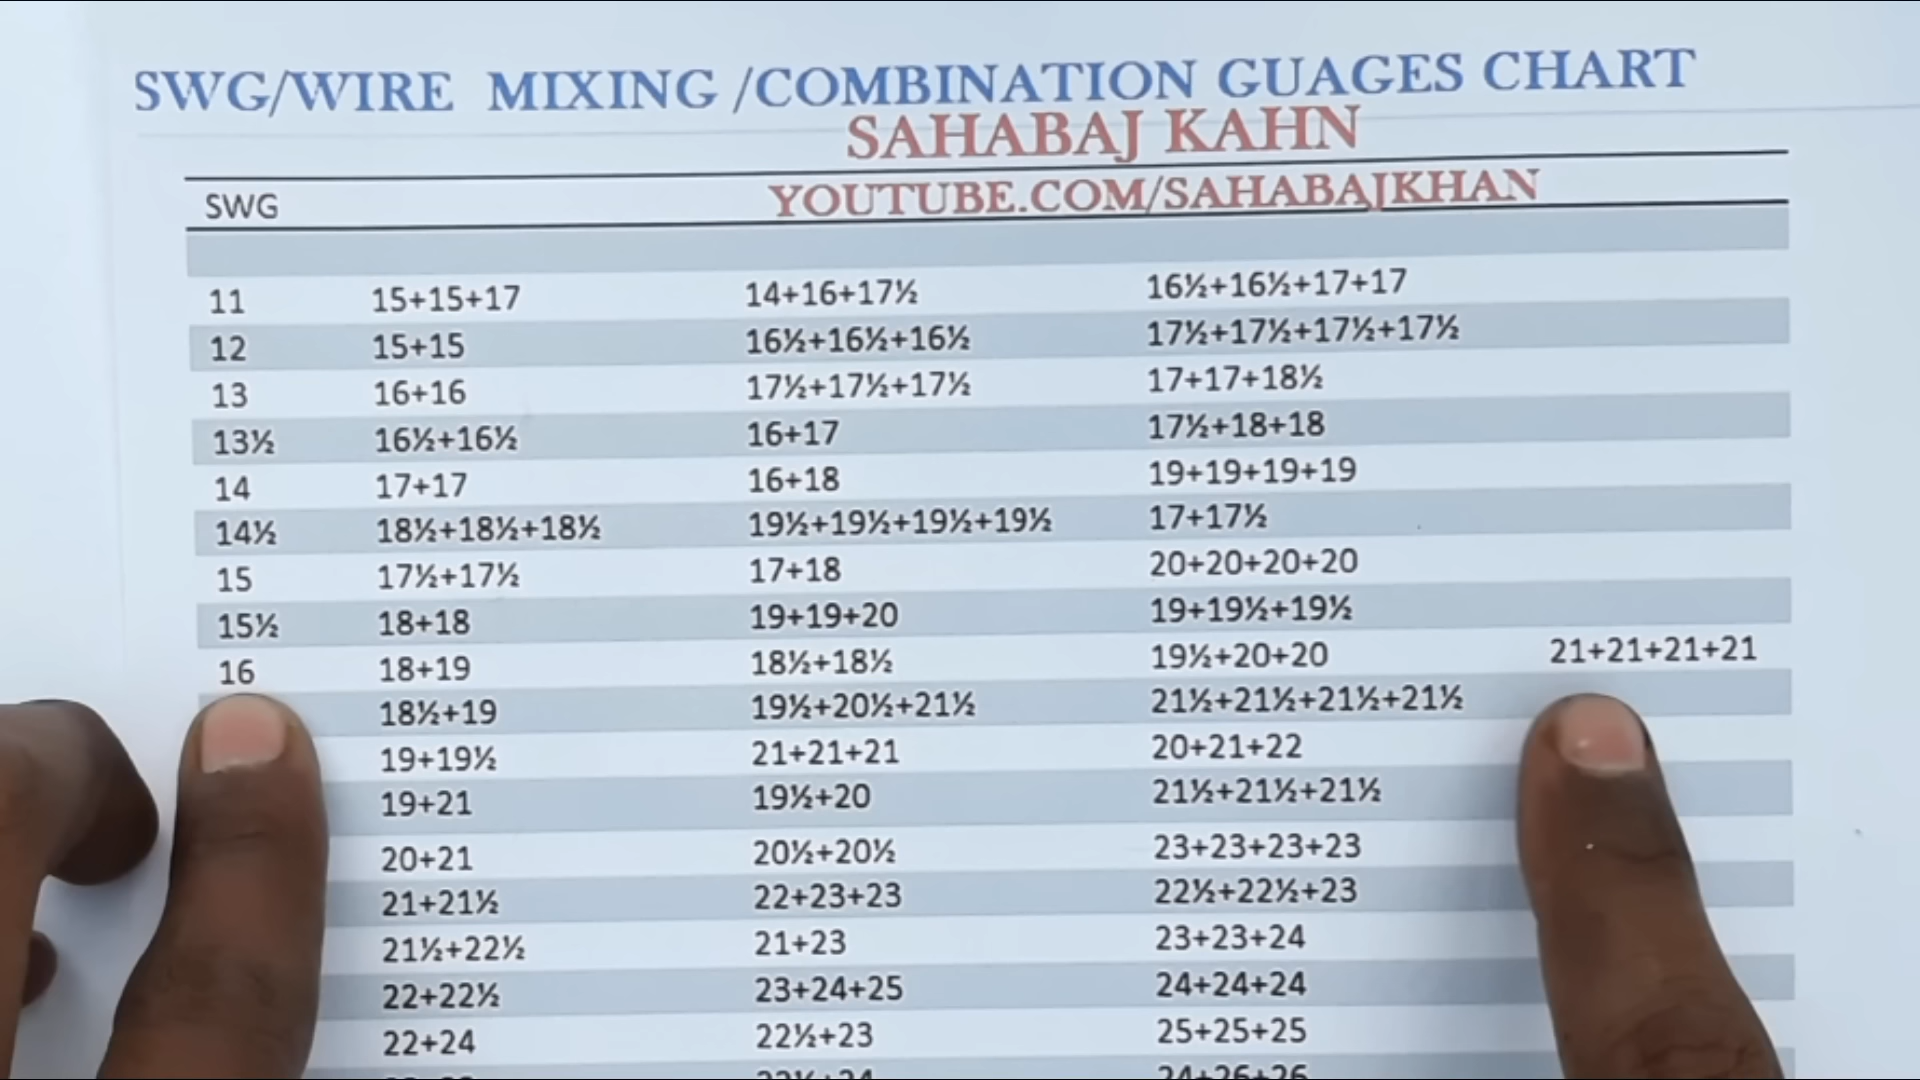 SWG/WIRE MIXING /COMBINATION GUAGES CHART
SAHABAJ KAHN
SWG YOUTUBE.COM/SAHABAJKHAN
11 15+15+17 14+16+17½ 16½+16½+17+17
12 15+15 16½+16½+16½ 17½+17½+17½+17½
13 16+16 17½+17½+17½ 17+17+18½
13½ 16½+16½ 16+17 17½+18+18
14 17+17 16+18 19+19+19+19
14½ 18½+18½+18½ 19½+19½+19½+19½ 17+17½
15 17½+17½ 17+18 20+20+20+20
15½ 18+18 19+19+20 19+19½+19½
16 18+19 18½+18½ 19½+20+20 21+21+21+21
18½+19 19½+20½+21½ 21½+21½+21½+21½
19+19½ 21+21+21 20+21+22
19+21 19½+20 21½+21½+21½
20+21 20½+20½ 23+23+23+23
21+21½ 22+23+23 22½+22½+23
21½+22½ 21+23 23+23+24
22+22½ 23+24+25 24+24+24
22+24 22½+23 25+25+25
24+26+26